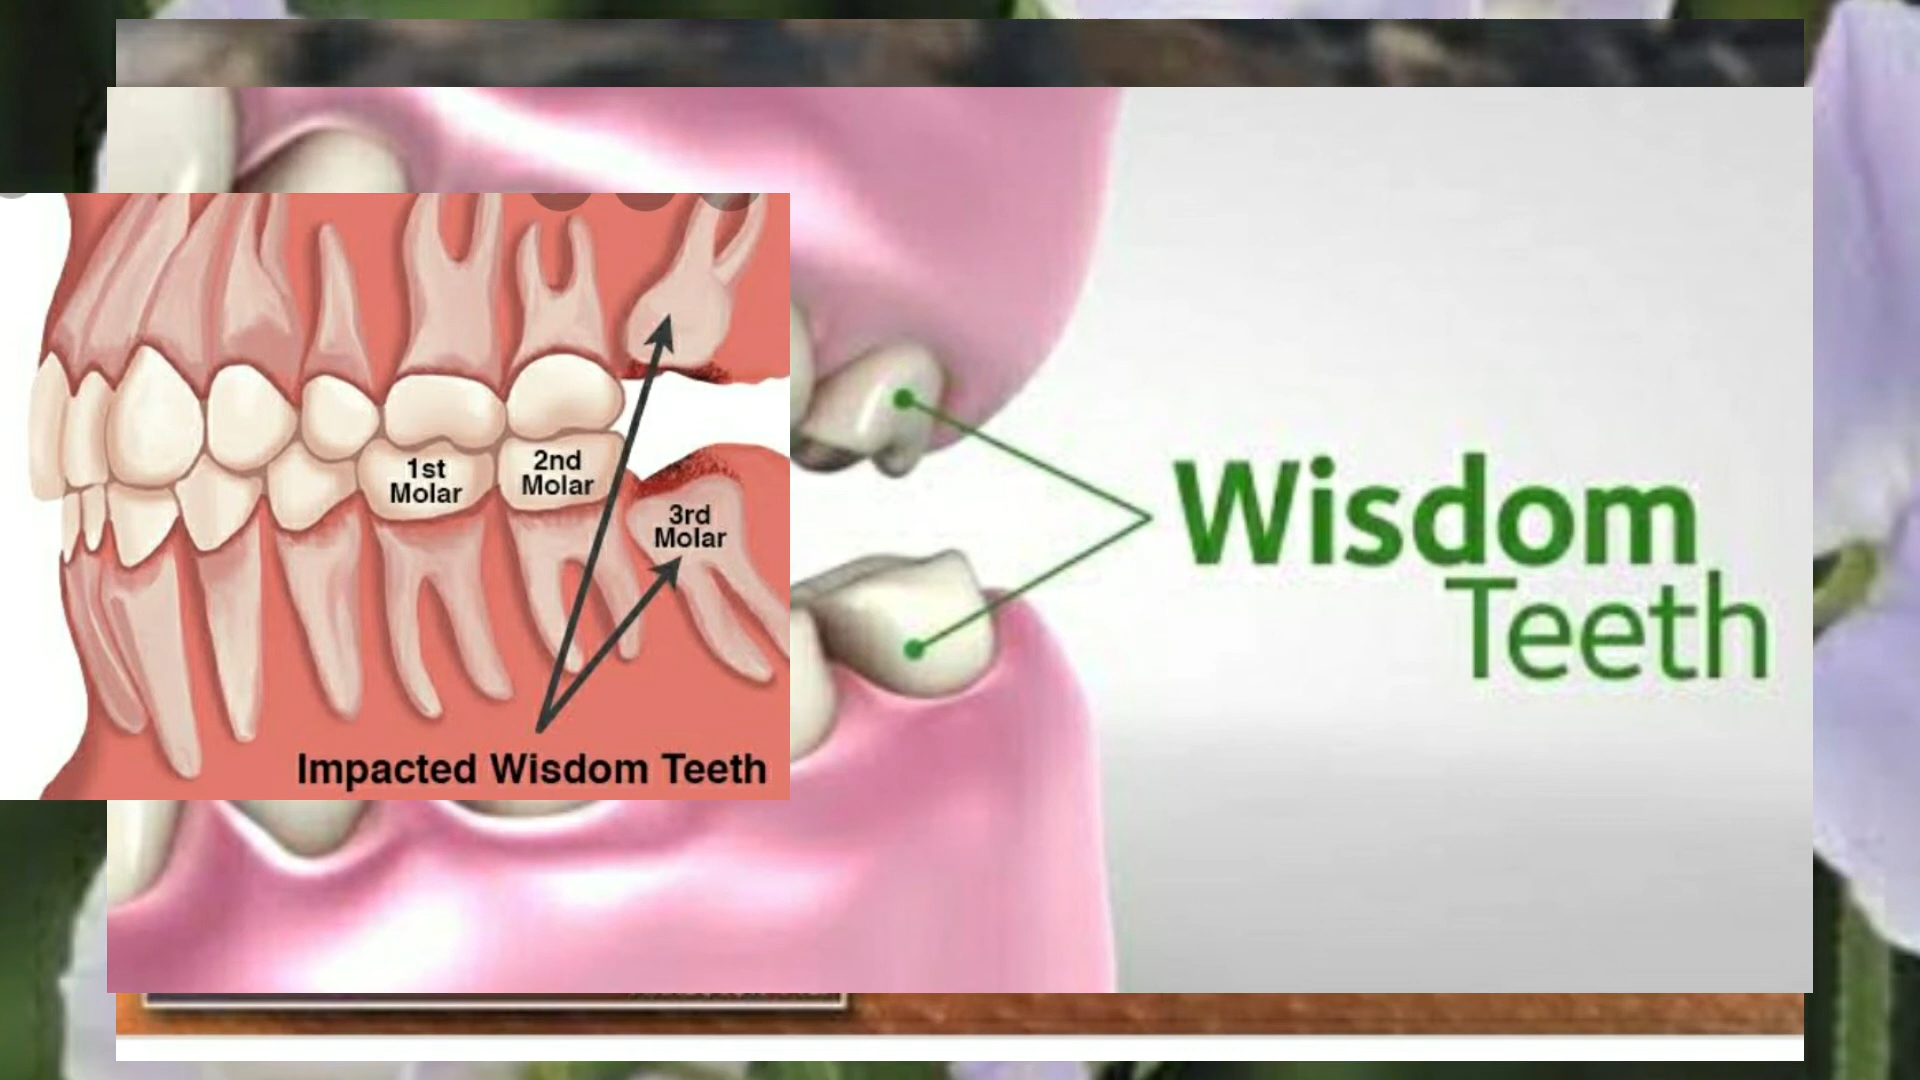 1st
Molar
2nd
Molar
3rd
Molar
Impacted Wisdom Teeth
Wisdom
Teeth